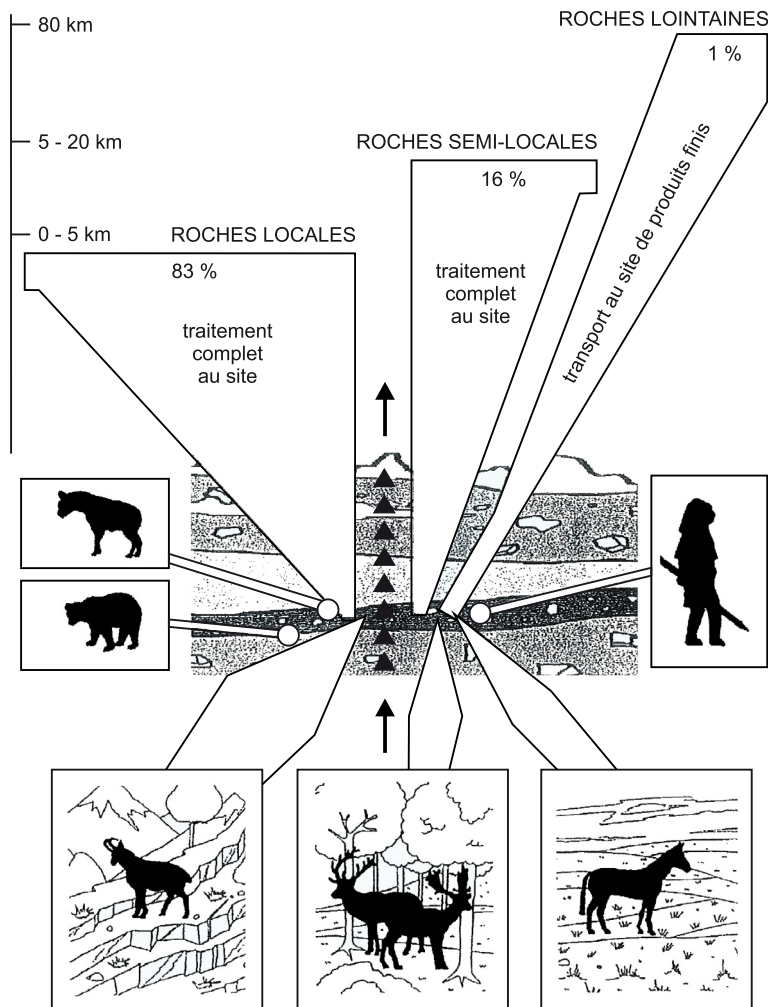 80 km
ROCHES LOINTAINES
1 %
5 - 20 km
ROCHES SEMI-LOCALES
16 %
transport au site de produits finis
0 - 5 km
ROCHES LOCALES
83 %
traitement
complet
au site
traitement
complet
au site
D